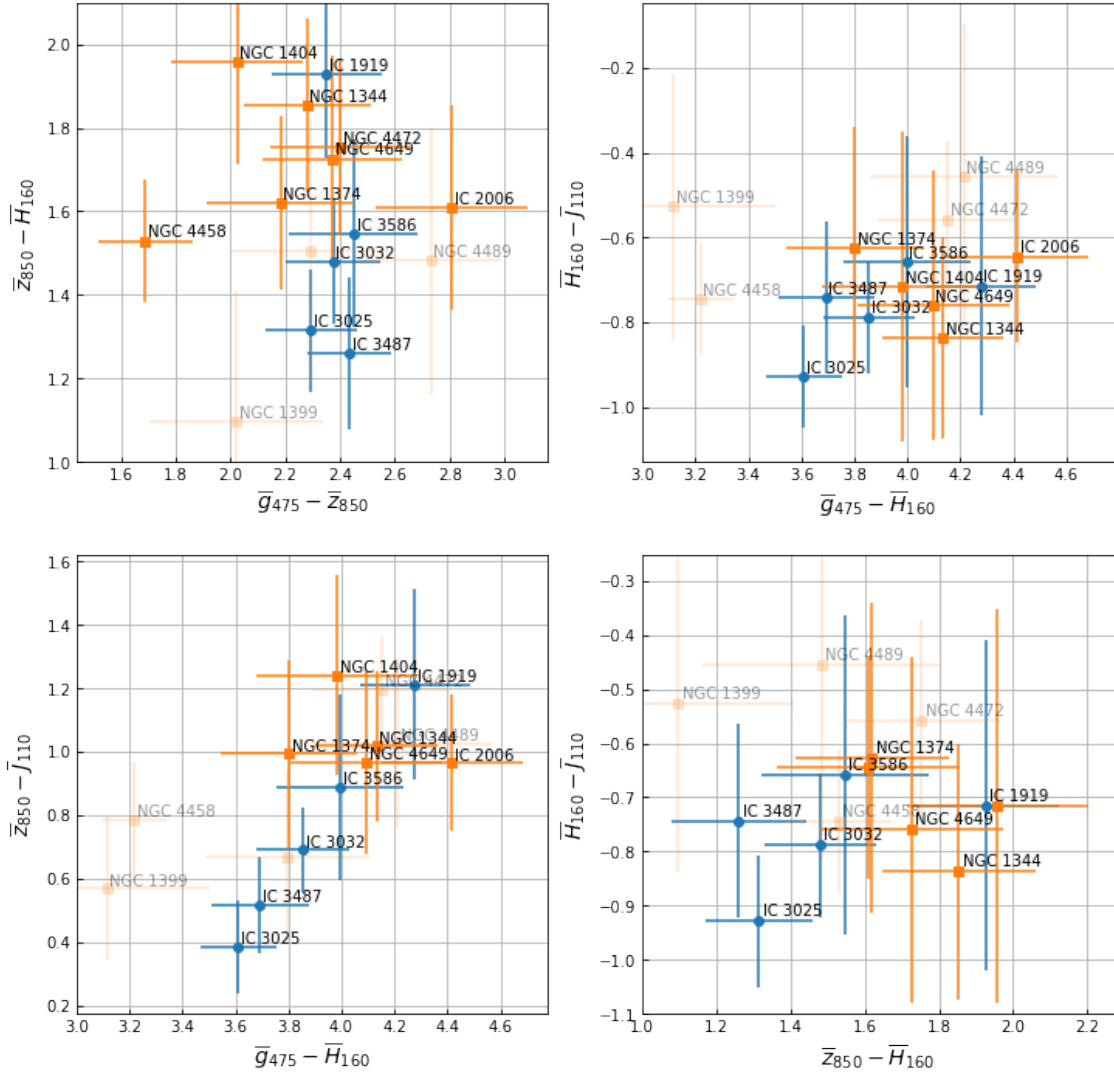 2.0
1.8
1.6
1.4
1.2
1.0
z̅850 − H̅160
NGC 1404
IC 1919
NGC 1344
NGC 4472
NGC 4649
NGC 1374
IC 2006
NGC 4458
IC 3586
IC 3032
NGC 4489
IC 3025
IC 3487
NGC 1399
1.6 1.8 2.0 2.2 2.4 2.6 2.8 3.0
g̅475 − z̅850
−0.2
−0.4
−0.6
−0.8
−1.0
H̅160 − J̅110
NGC 4489
NGC 1399
NGC 4472
NGC 1374
IC 2006
IC 3586
NGC 4458
IC 3487
NGC 1404
IC 1919
NGC 4649
IC 3032
NGC 1344
IC 3025
3.0 3.2 3.4 3.6 3.8 4.0 4.2 4.4 4.6
g̅475 − H̅160
1.6
1.4
1.2
1.0
0.8
0.6
0.4
0.2
z̅850 − J̅110
NGC 1404
IC 1919
NGC 4472
NGC 1344
NGC 4489
NGC 1374
NGC 4649
IC 2006
IC 3586
NGC 4458
IC 3032
NGC 1399
IC 3487
IC 3025
3.0 3.2 3.4 3.6 3.8 4.0 4.2 4.4 4.6
g̅475 − H̅160
−0.3
−0.4
−0.5
−0.6
−0.7
−0.8
−0.9
−1.0
−1.1
H̅160 − J̅110
NGC 4489
NGC 1399
NGC 4472
NGC 1374
IC 3586
IC 3487
NGC 4458
IC 1919
NGC 4649
IC 3032
NGC 1344
IC 3025
1.0 1.2 1.4 1.6 1.8 2.0 2.2
z̅850 − H̅160